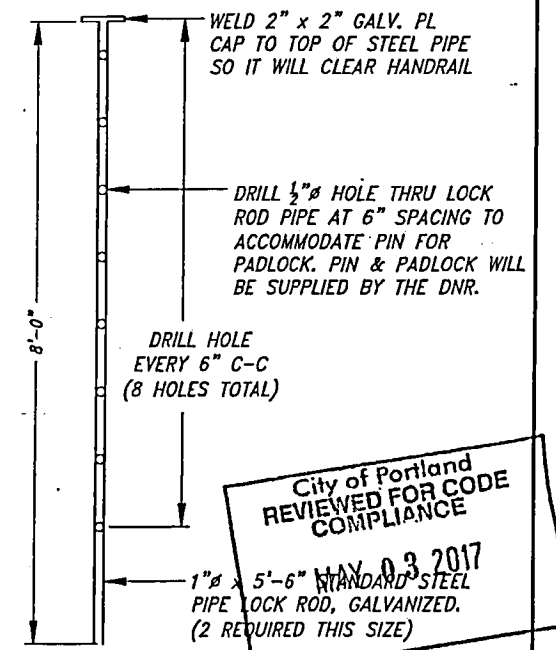 WELD 2" x 2" GALV. PL
CAP TO TOP OF STEEL PIPE
SO IT WILL CLEAR HANDRAIL
DRILL ½"ø HOLE THRU LOCK
ROD PIPE AT 6" SPACING TO
ACCOMMODATE PIN FOR
PADLOCK. PIN & PADLOCK WILL
BE SUPPLIED BY THE DNR.
8'-0"
DRILL HOLE
EVERY 6" C-C
(8 HOLES TOTAL)
City of Portland
REVIEWED FOR CODE
COMPLIANCE
MAY 03 2017
1"ø x 5'-6" STANDARD STEEL
PIPE LOCK ROD, GALVANIZED.
(2 REQUIRED THIS SIZE)